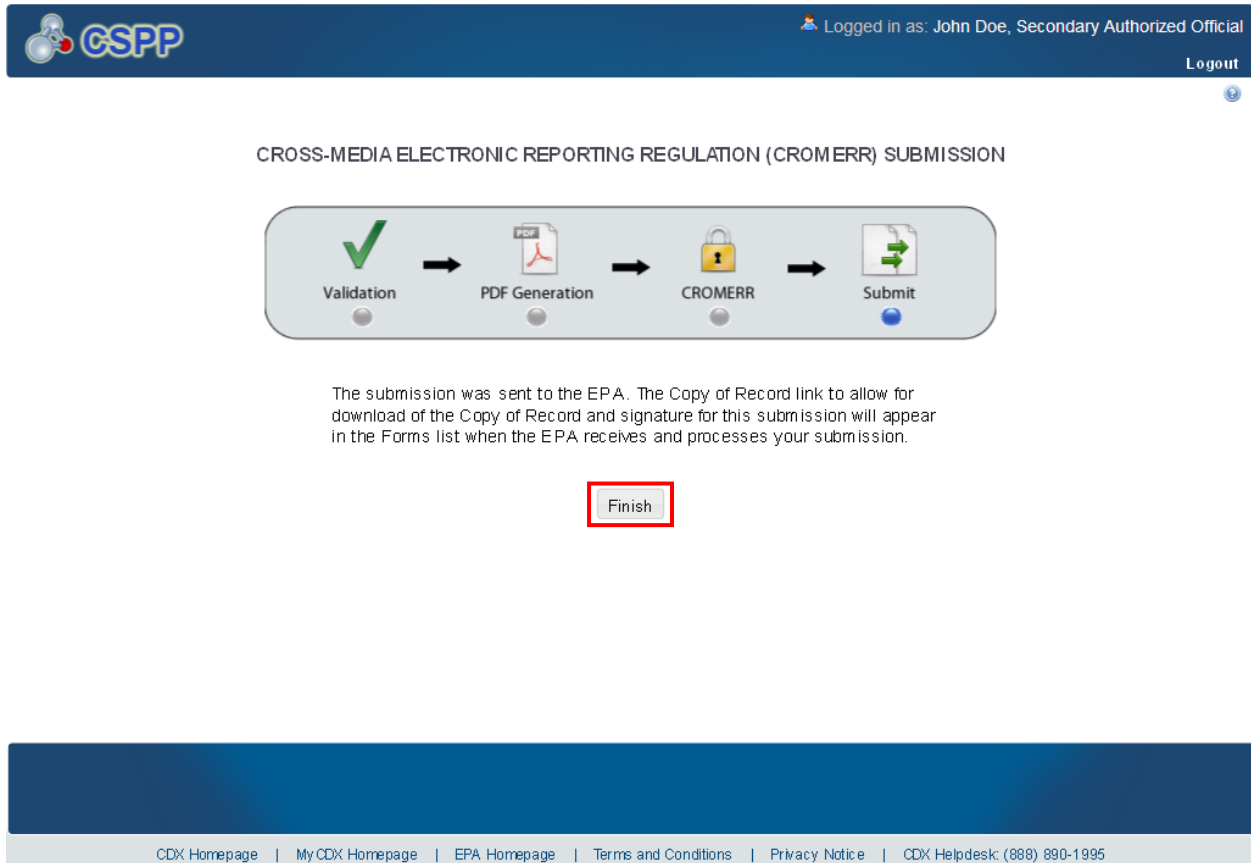 CSPP
Logged in as: John Doe, Secondary Authorized Official
Logout
CROSS-MEDIA ELECTRONIC REPORTING REGULATION (CROMERR) SUBMISSION
PDF
Validation
PDF Generation
CROMERR
Submit
The submission was sent to the EPA. The Copy of Record link to allow for
download of the Copy of Record and signature for this submission will appear
in the Forms list when the EPA receives and processes your submission.
Finish
CDX Homepage | MyCDX Homepage | EPA Homepage | Terms and Conditions | Privacy Notice | CDX Helpdesk: (888) 890-1995